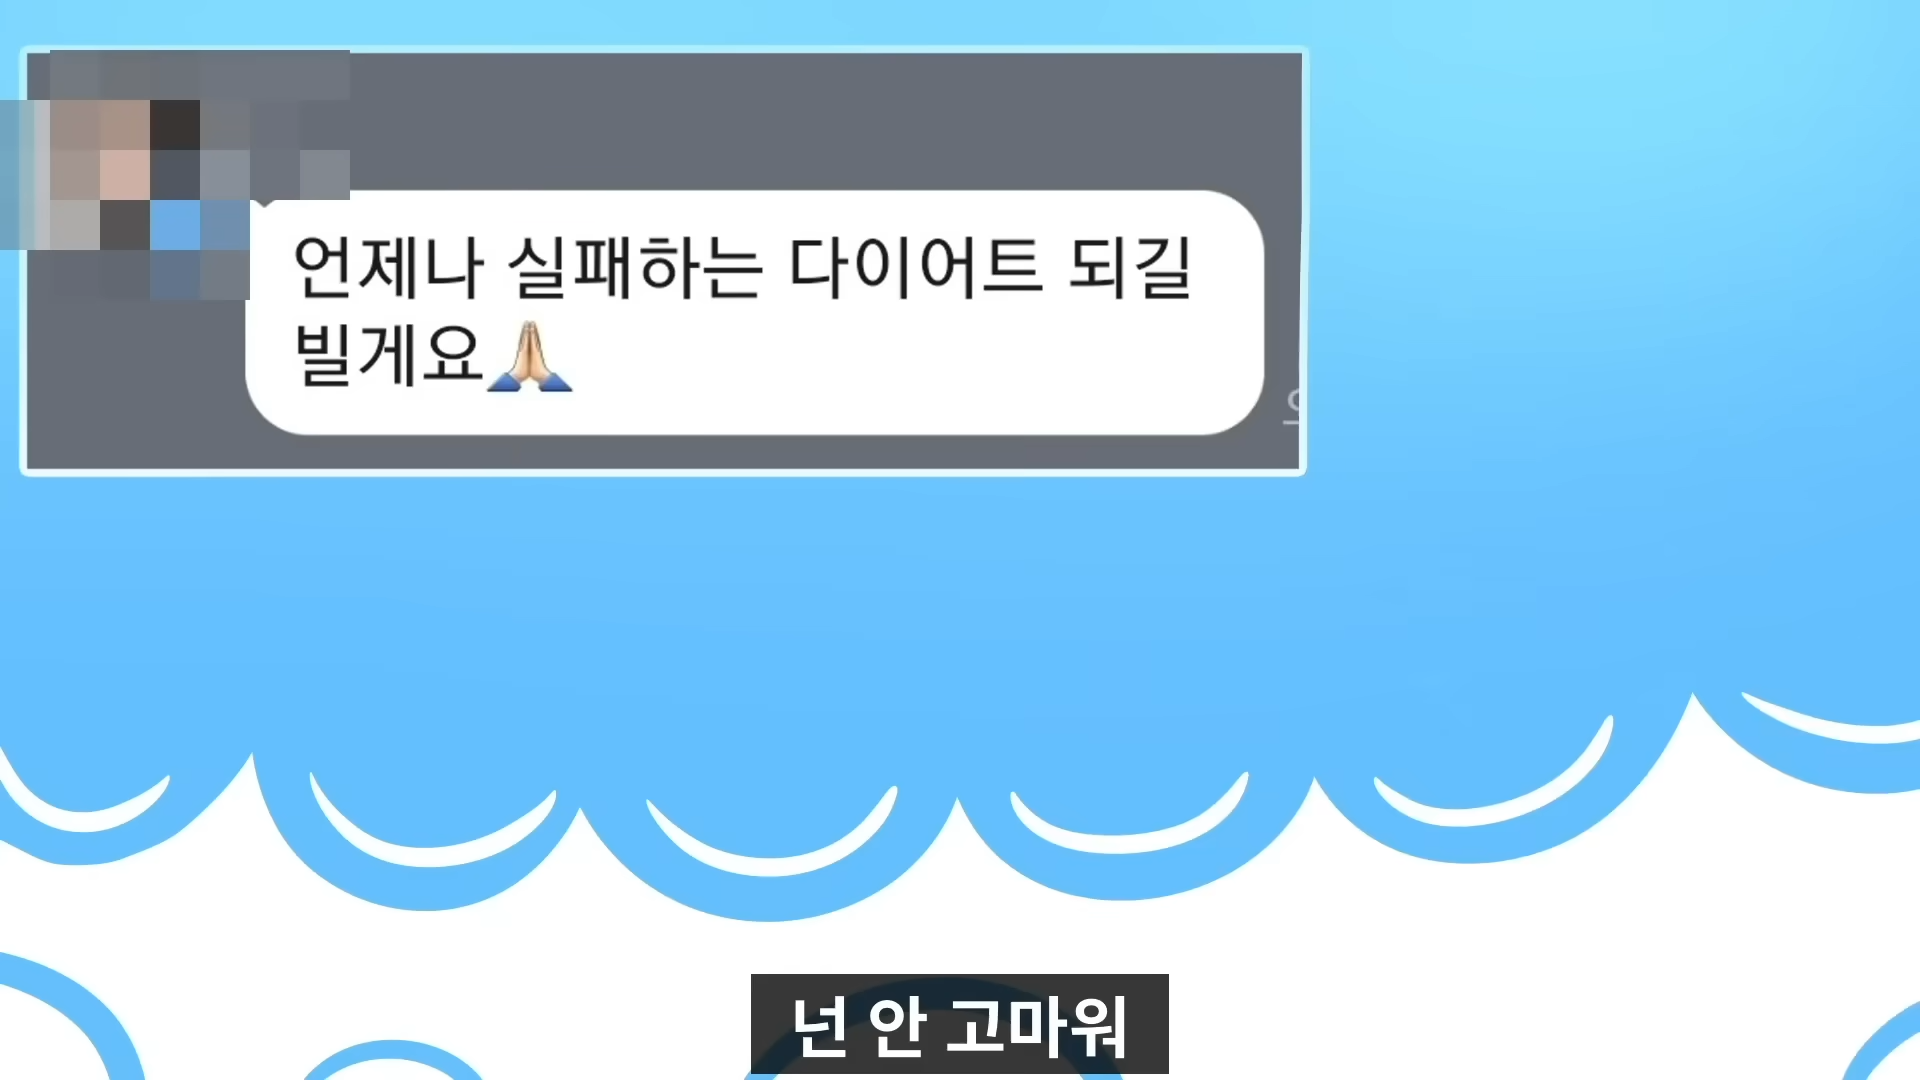 언제나 실패하는 다이어트 되길
빌게요🙏🏻
넌 안 고마워